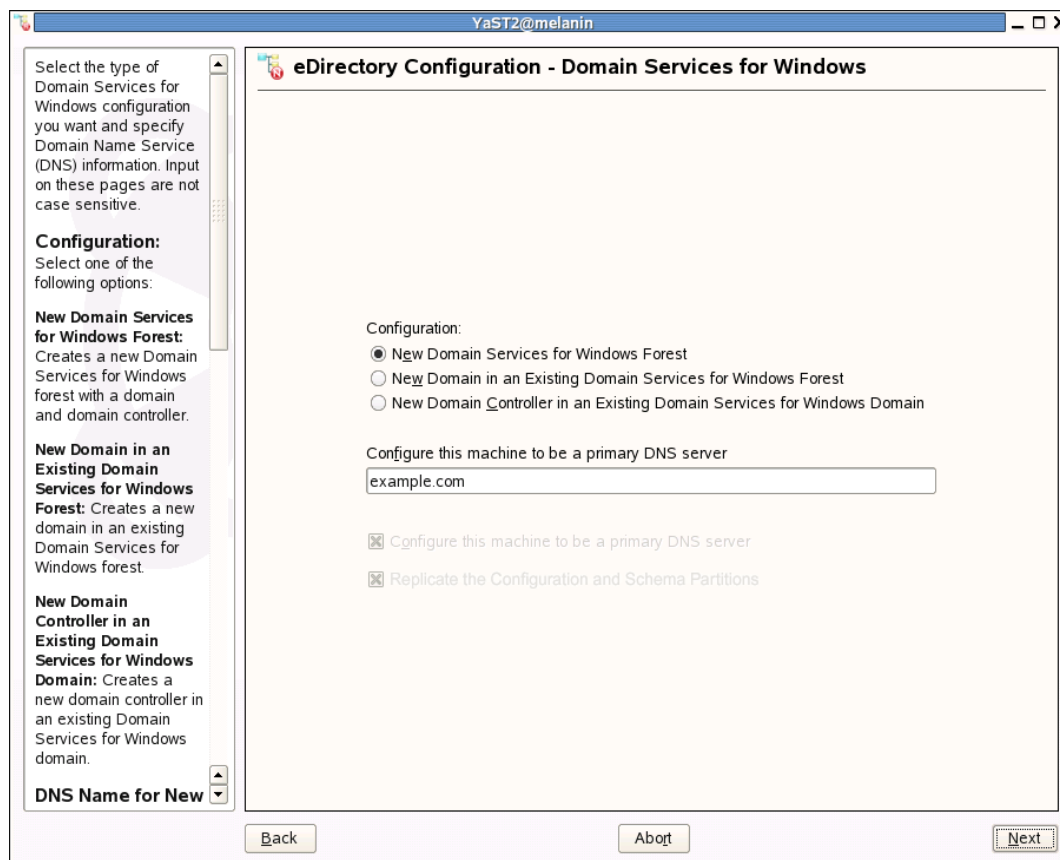 YaST2@melanin
Select the type of
Domain Services for
Windows configuration
you want and specify
Domain Name Service
(DNS) information. Input
on these pages are not
case sensitive.
Configuration:
Select one of the
following options:
New Domain Services
for Windows Forest:
Creates a new Domain
Services for Windows
forest with a domain
and domain controller.
New Domain in an
Existing Domain
Services for Windows
Forest: Creates a new
domain in an existing
Domain Services for
Windows forest.
New Domain
Controller in an
Existing Domain
Services for Windows
Domain: Creates a
new domain controller in
an existing Domain
Services for Windows
domain.
DNS Name for New
eDirectory Configuration - Domain Services for Windows
Configuration:
New Domain Services for Windows Forest
New Domain in an Existing Domain Services for Windows Forest
New Domain Controller in an Existing Domain Services for Windows Domain
Configure this machine to be a primary DNS server
example.com
Configure this machine to be a primary DNS server
Replicate the Configuration and Schema Partitions
Back
Abort
Next